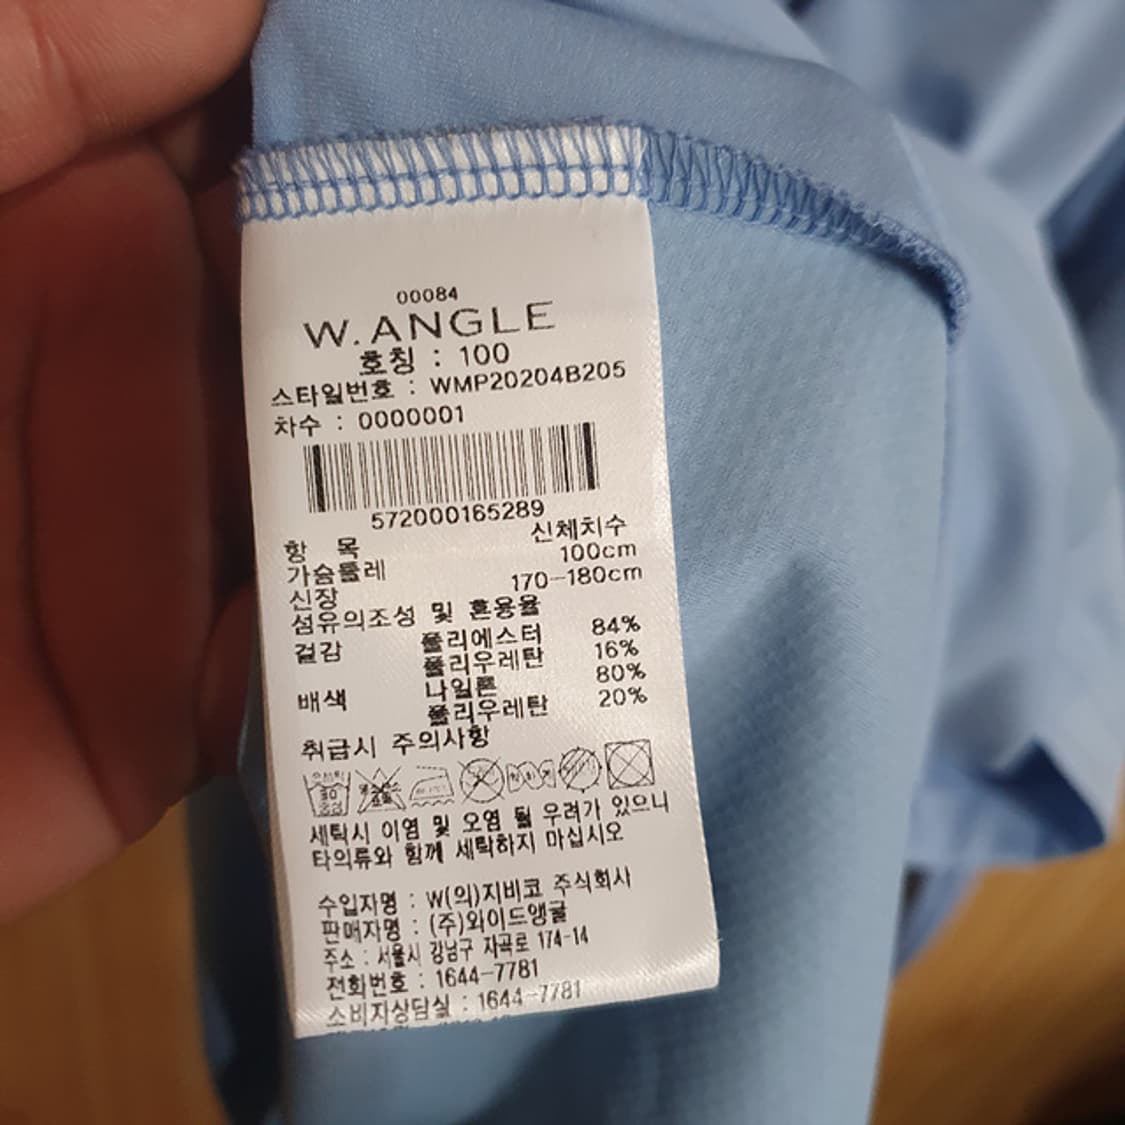 00084
W.ANGLE
호칭 : 100
스타일번호 : WMP20204B205
차수 : 0000001
572000165289
항 목 신체치수
가슴둘레 100cm
신장 170-180cm
섬유의조성 및 혼용율
겉감 폴리에스터 84%
폴리우레탄 16%
배색 나일론 80%
폴리우레탄 20%
취급시 주의사항
30
중성
세탁시 이염 및 오염 될 우려가 있으니
타의류와 함께 세탁하지 마십시오
수입자명 : W(의)지비코 주식회사
판매자명 : (주)와이드앵글
주소 : 서울시 강남구 자곡로 174-14
전화번호 : 1644-7781
소비자상담실 : 1644-7781